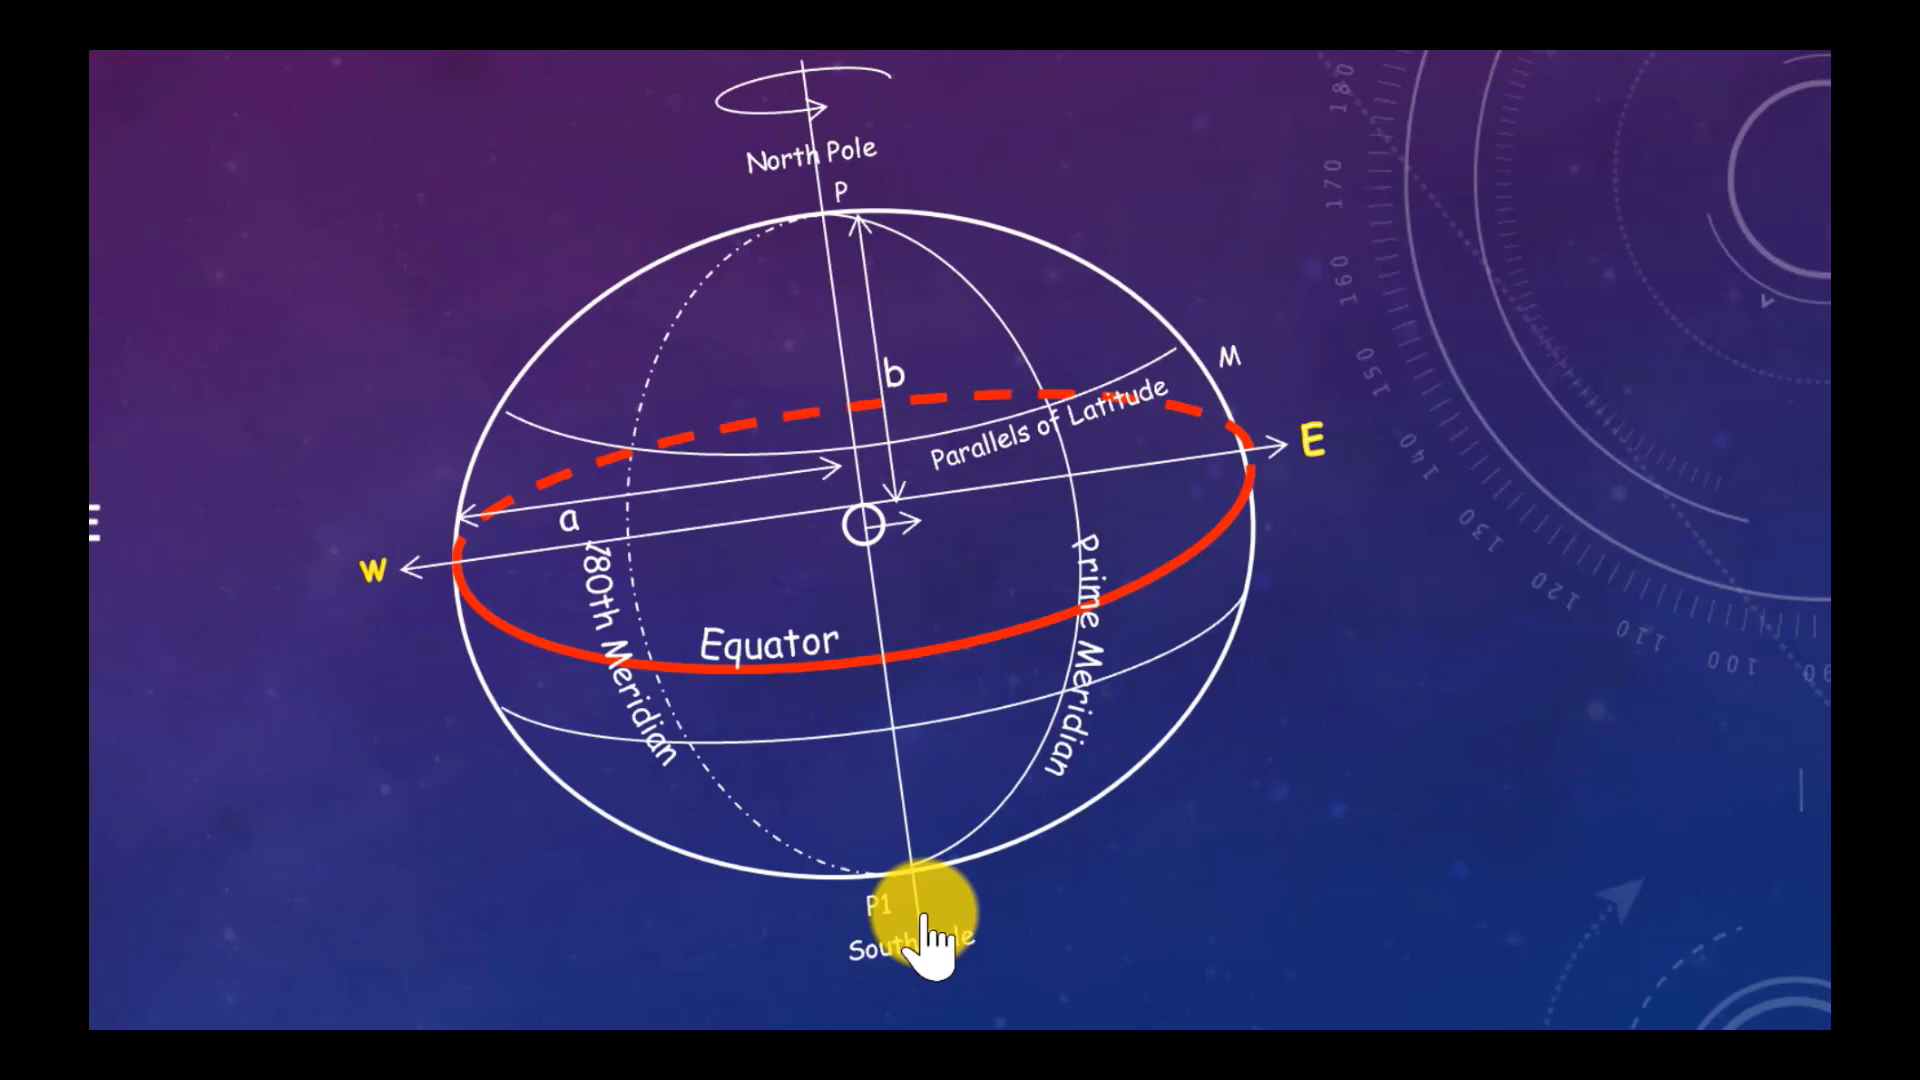 North Pole
P
b
M
Parallels of Latitude
E
a
W
180th Meridian
Prime Meridian
Equator
P1
180
170
160
150
140
130
120
110
100